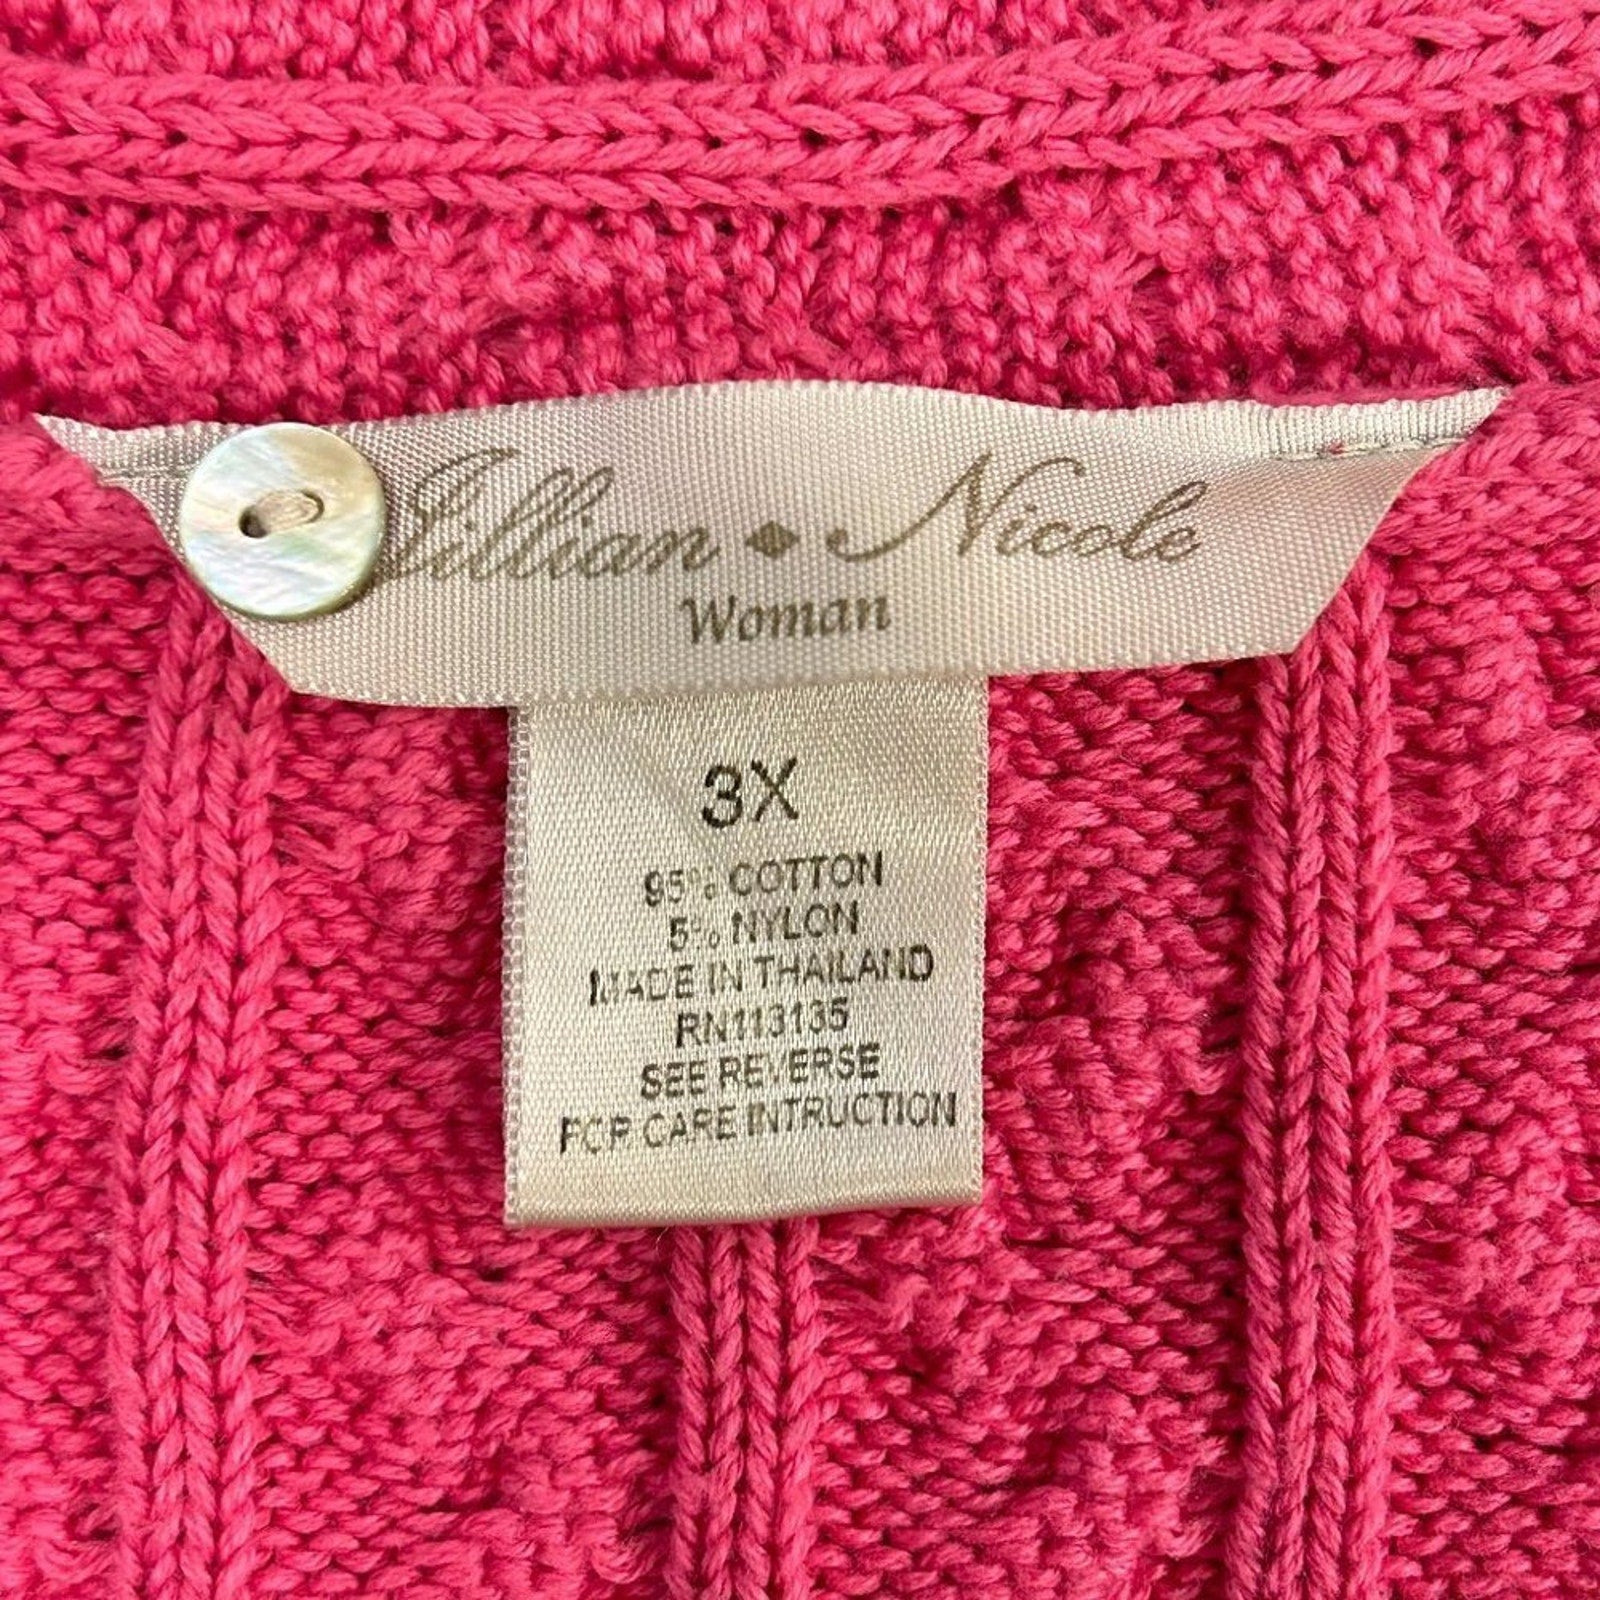 Jillian ◆ Nicole
Woman
3X
95% COTTON
5% NYLON
MADE IN THAILAND
RN113135
SEE REVERSE
FOR CARE INTRUCTION